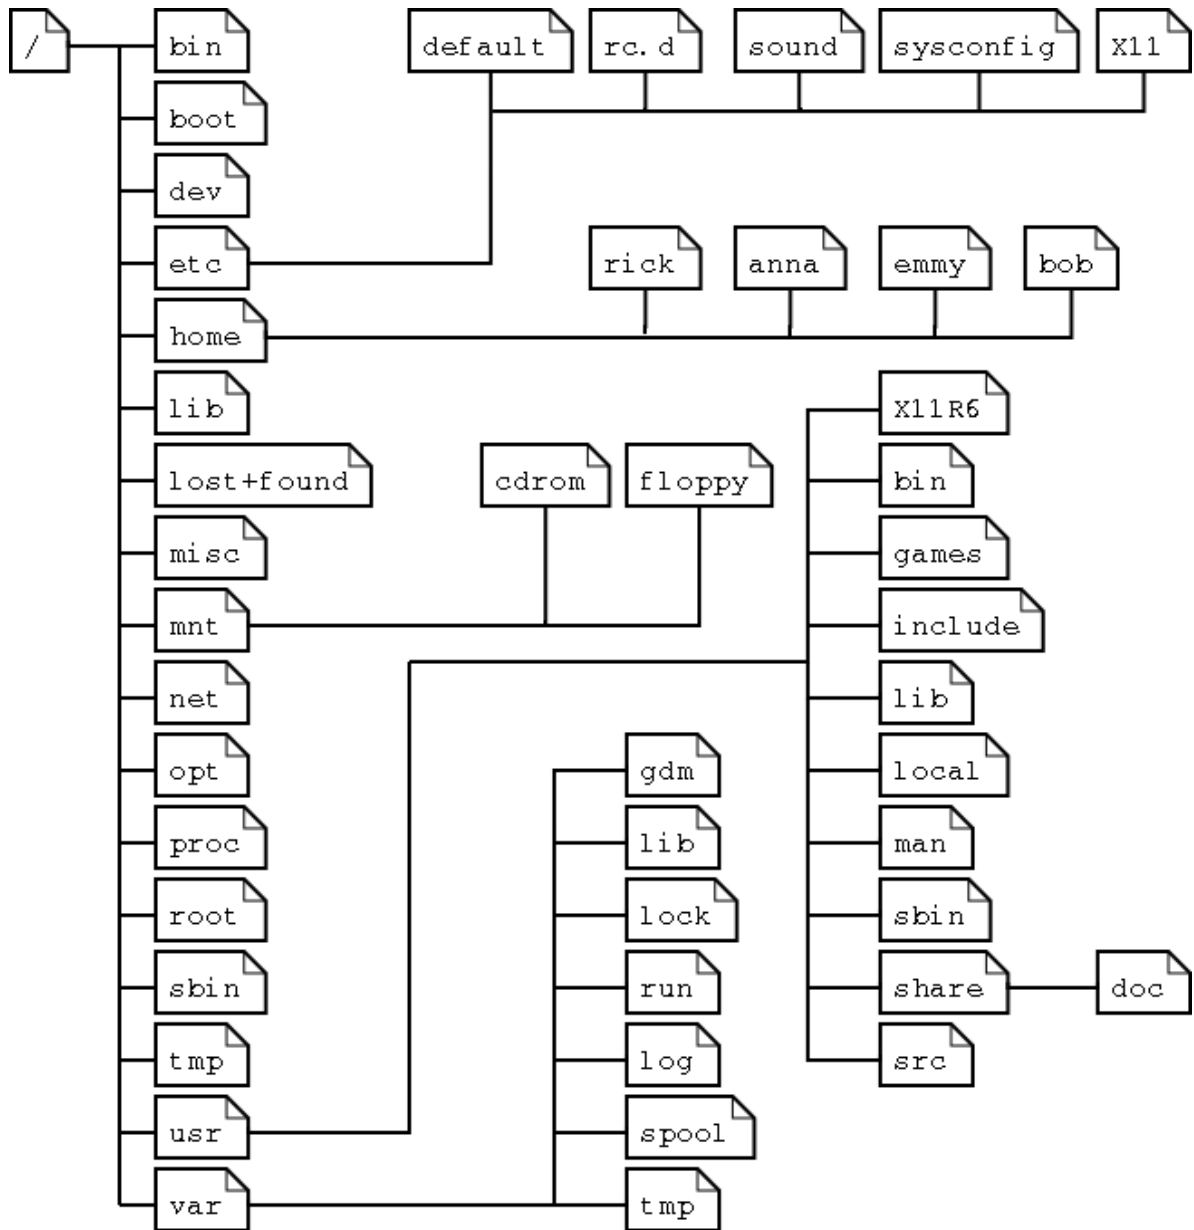 / bin default rc.d sound sysconfig X11
boot
dev
etc rick anna emmy bob
home
lib X11R6
lost+found cdrom floppy bin
misc games
mnt include
net lib
opt gdm local
proc lib man
root lock sbin
sbin run share doc
tmp log src
usr spool
var tmp